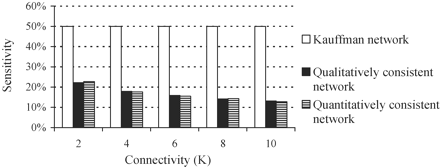 60%
50%
40%
30%
20%
10%
0%
Sensitivity
2 4 6 8 10
Connectivity (K)
Kauffman network
Qualitatively consistent
network
Quantitatively consistent
network